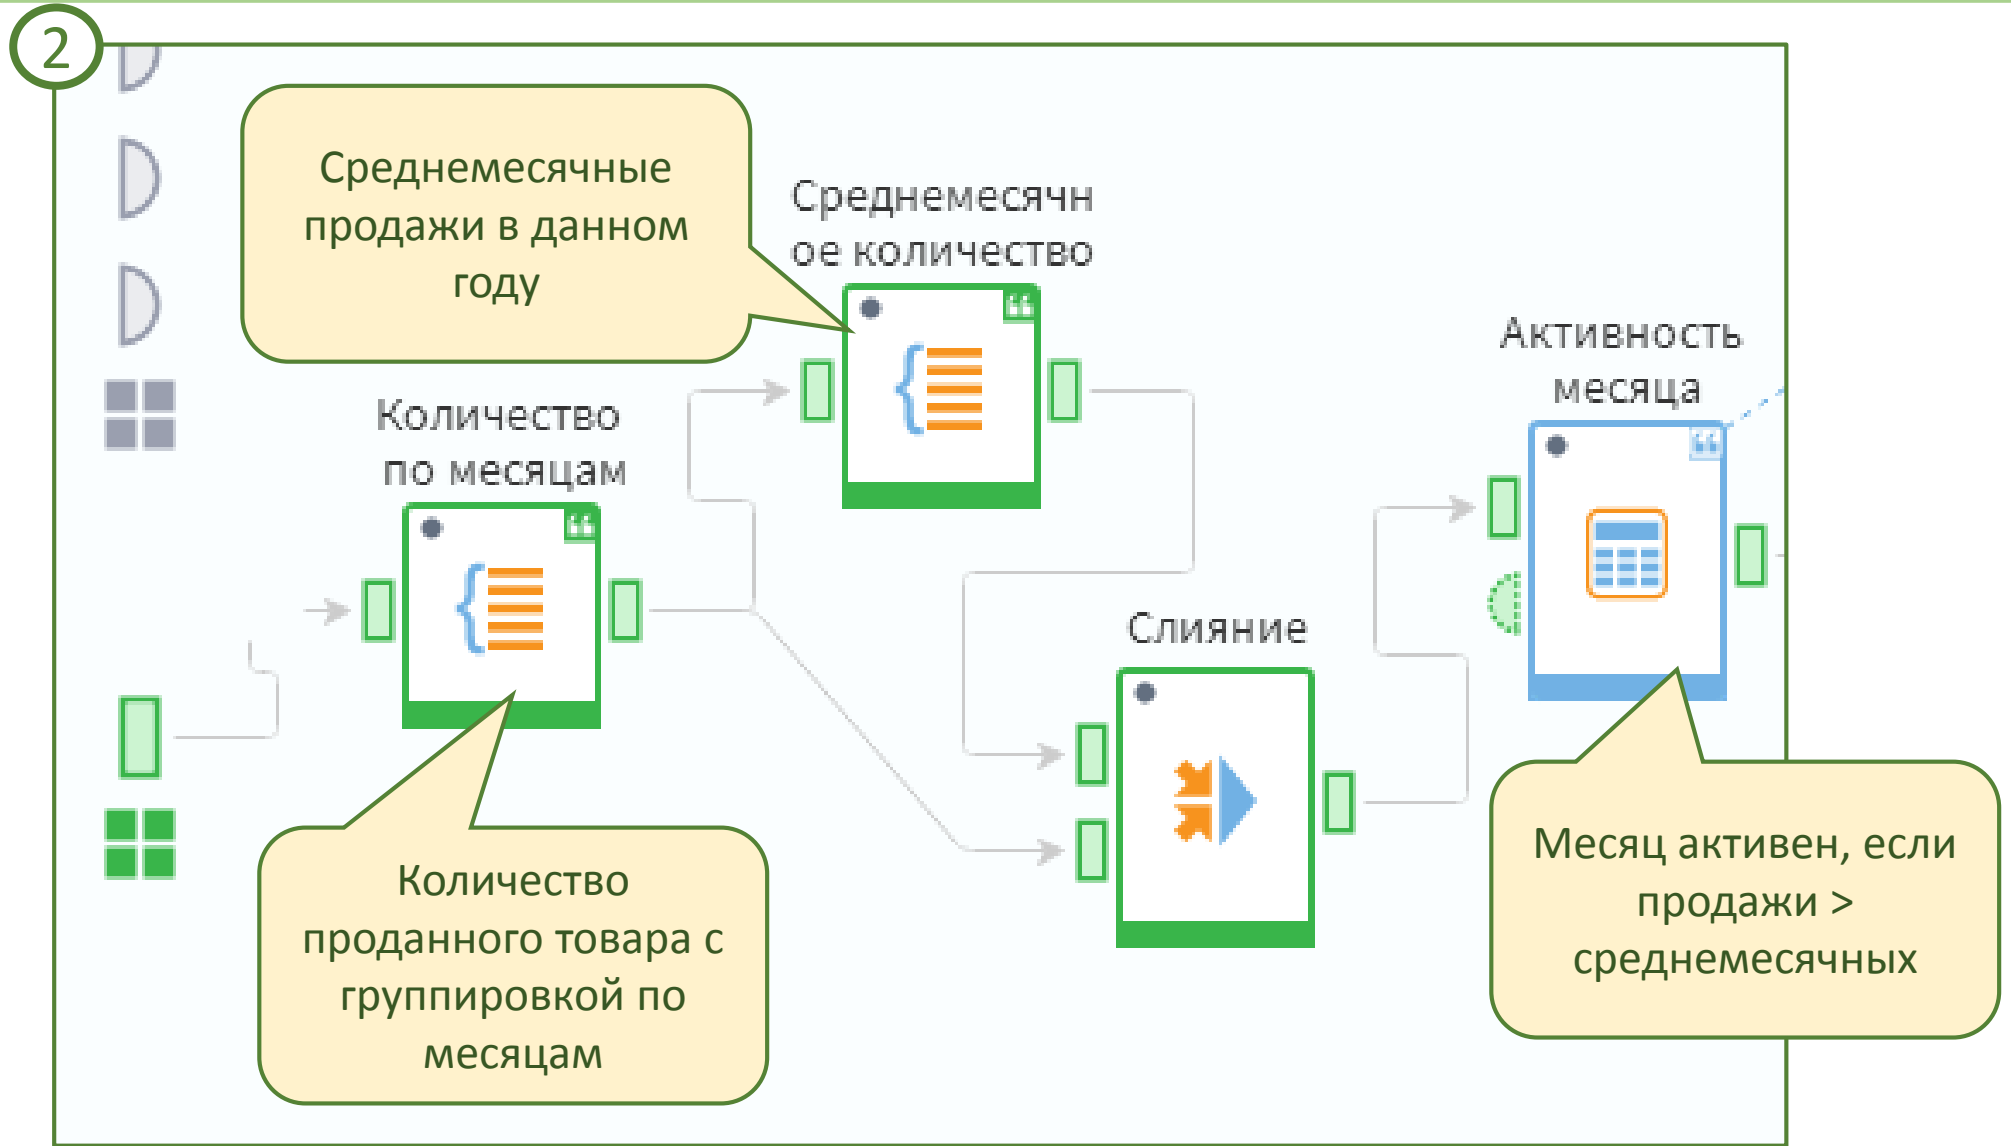 2
Среднемесячные
продажи в данном
году
Среднемесячн
ое количество
Активность
месяца
Количество
по месяцам
Слияние
Количество
проданного товара с
группировкой по
месяцам
Месяц активен, если
продажи >
среднемесячных